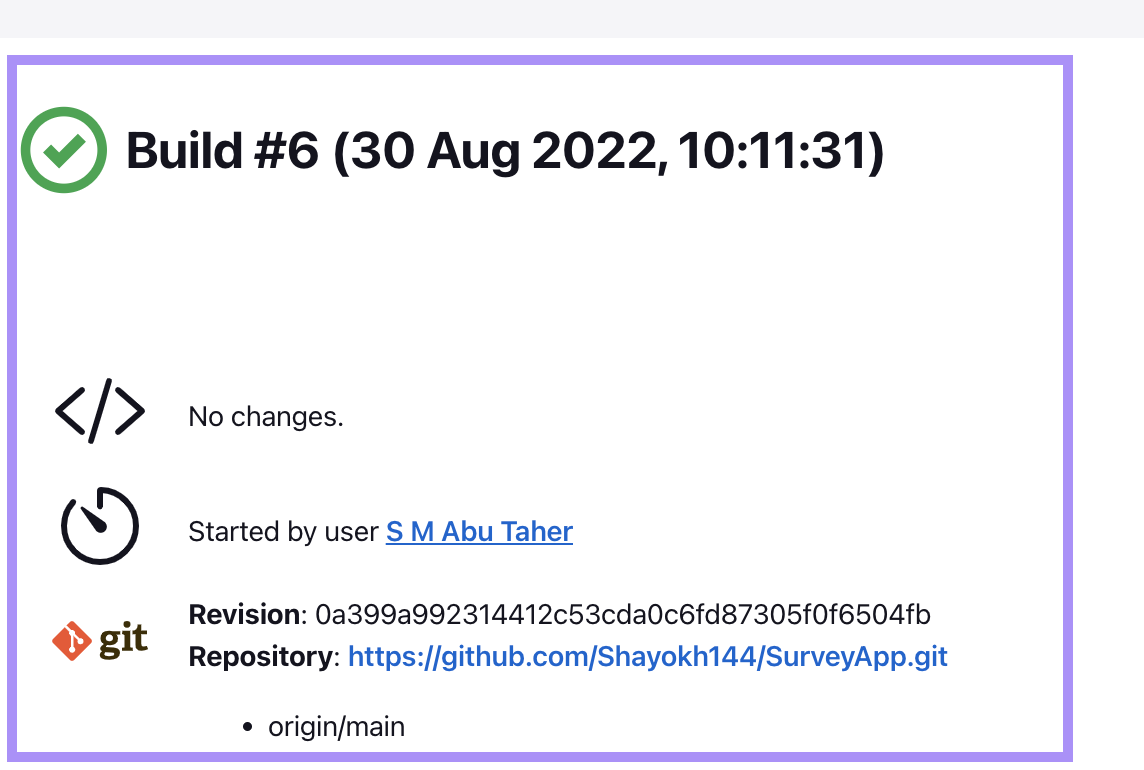 Build #6 (30 Aug 2022, 10:11:31)
No changes.
Started by user S M Abu Taher
git
Revision: 0a399a992314412c53cda0c6fd87305f0f6504fb
Repository: https://github.com/Shayokh144/SurveyApp.git
• origin/main